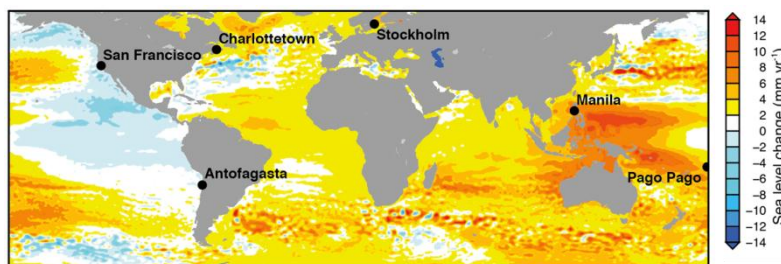 Charlottetown
Stockholm
San Francisco
Manila
Antofagasta
Pago Pago
14
12
10
8
6
4
2
0
−2
−4
−6
−8
−10
−12
−14
Sea level change (mm yr⁻¹)